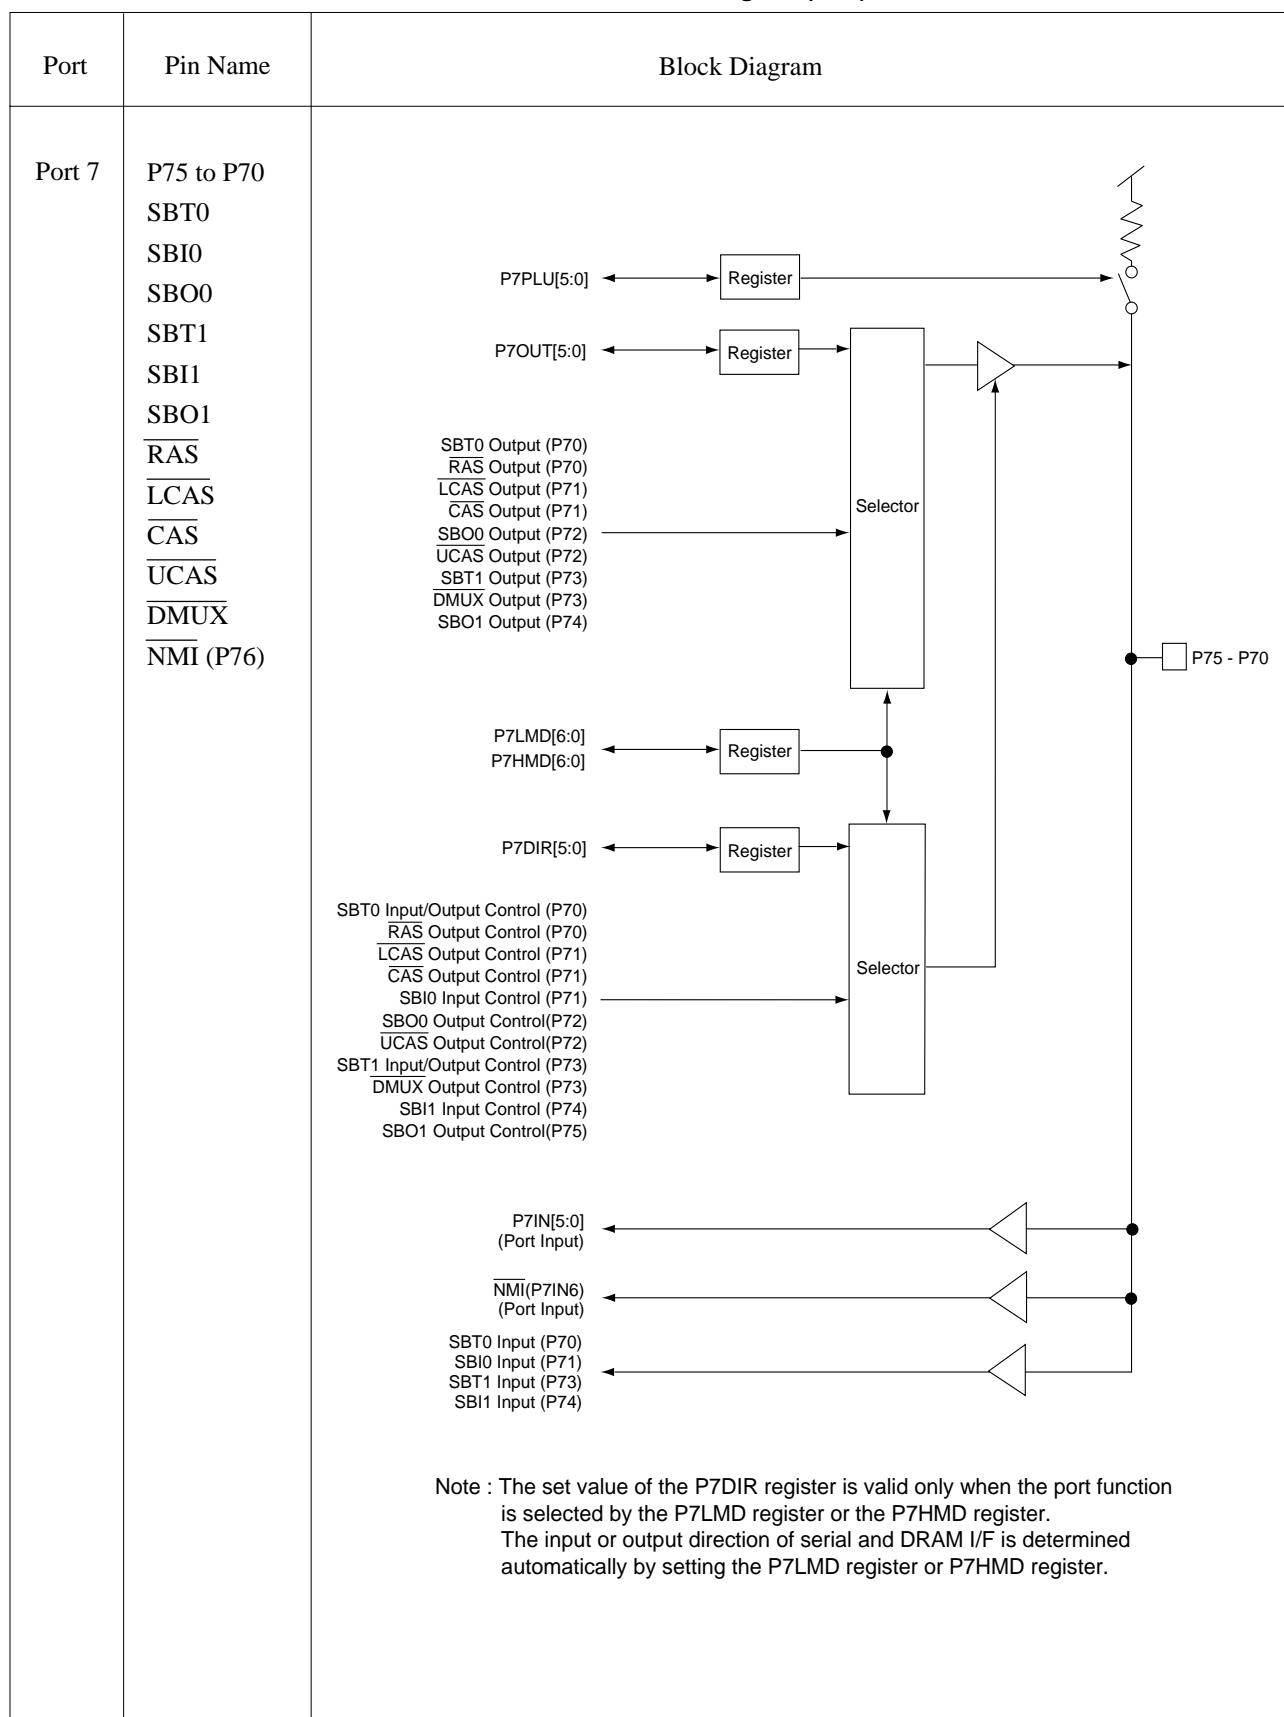 Port
Pin Name
Block Diagram
Port 7
P75 to P70
SBT0
SBI0
SBO0
SBT1
SBI1
SBO1
RAS
LCAS
CAS
UCAS
DMUX
NMI (P76)
P7PLU[5:0]
Register
P7OUT[5:0]
Register
SBT0 Output (P70)
RAS Output (P70)
LCAS Output (P71)
CAS Output (P71)
SBO0 Output (P72)
UCAS Output (P72)
SBT1 Output (P73)
DMUX Output (P73)
SBO1 Output (P74)
Selector
P75 - P70
P7LMD[6:0]
P7HMD[6:0]
Register
P7DIR[5:0]
Register
SBT0 Input/Output Control (P70)
RAS Output Control (P70)
LCAS Output Control (P71)
CAS Output Control (P71)
SBI0 Input Control (P71)
SBO0 Output Control(P72)
UCAS Output Control(P72)
SBT1 Input/Output Control (P73)
DMUX Output Control (P73)
SBI1 Input Control (P74)
SBO1 Output Control(P75)
Selector
P7IN[5:0]
(Port Input)
NMI(P7IN6)
(Port Input)
SBT0 Input (P70)
SBI0 Input (P71)
SBT1 Input (P73)
SBI1 Input (P74)
Note : The set value of the P7DIR register is valid only when the port function
is selected by the P7LMD register or the P7HMD register.
The input or output direction of serial and DRAM I/F is determined
automatically by setting the P7LMD register or P7HMD register.